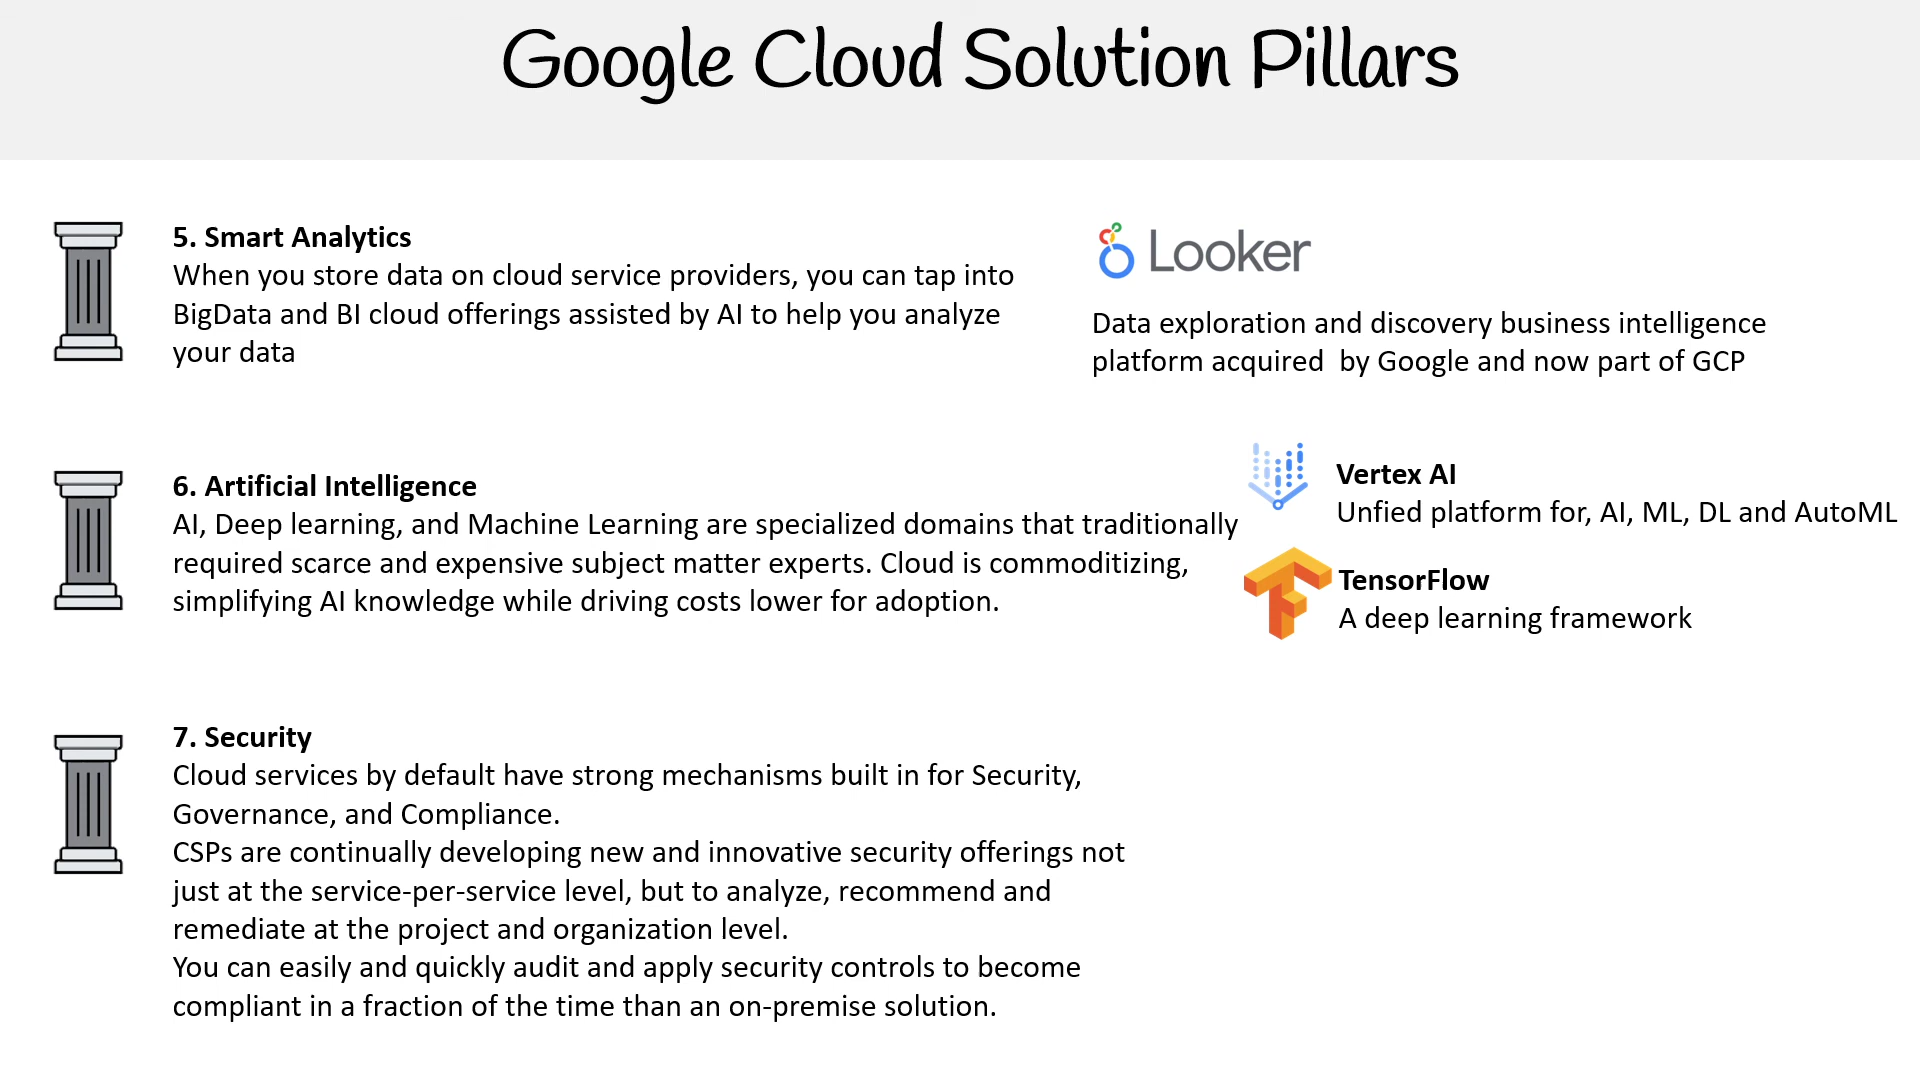 Google Cloud Solution Pillars
5. Smart Analytics
When you store data on cloud service providers, you can tap into
BigData and BI cloud offerings assisted by AI to help you analyze
your data
Looker
Data exploration and discovery business intelligence
platform acquired  by Google and now part of GCP
6. Artificial Intelligence
AI, Deep learning, and Machine Learning are specialized domains that traditionally
required scarce and expensive subject matter experts. Cloud is commoditizing,
simplifying AI knowledge while driving costs lower for adoption.
Vertex AI
Unfied platform for, AI, ML, DL and AutoML
TensorFlow
A deep learning framework
7. Security
Cloud services by default have strong mechanisms built in for Security,
Governance, and Compliance.
CSPs are continually developing new and innovative security offerings not
just at the service-per-service level, but to analyze, recommend and
remediate at the project and organization level.
You can easily and quickly audit and apply security controls to become
compliant in a fraction of the time than an on-premise solution.